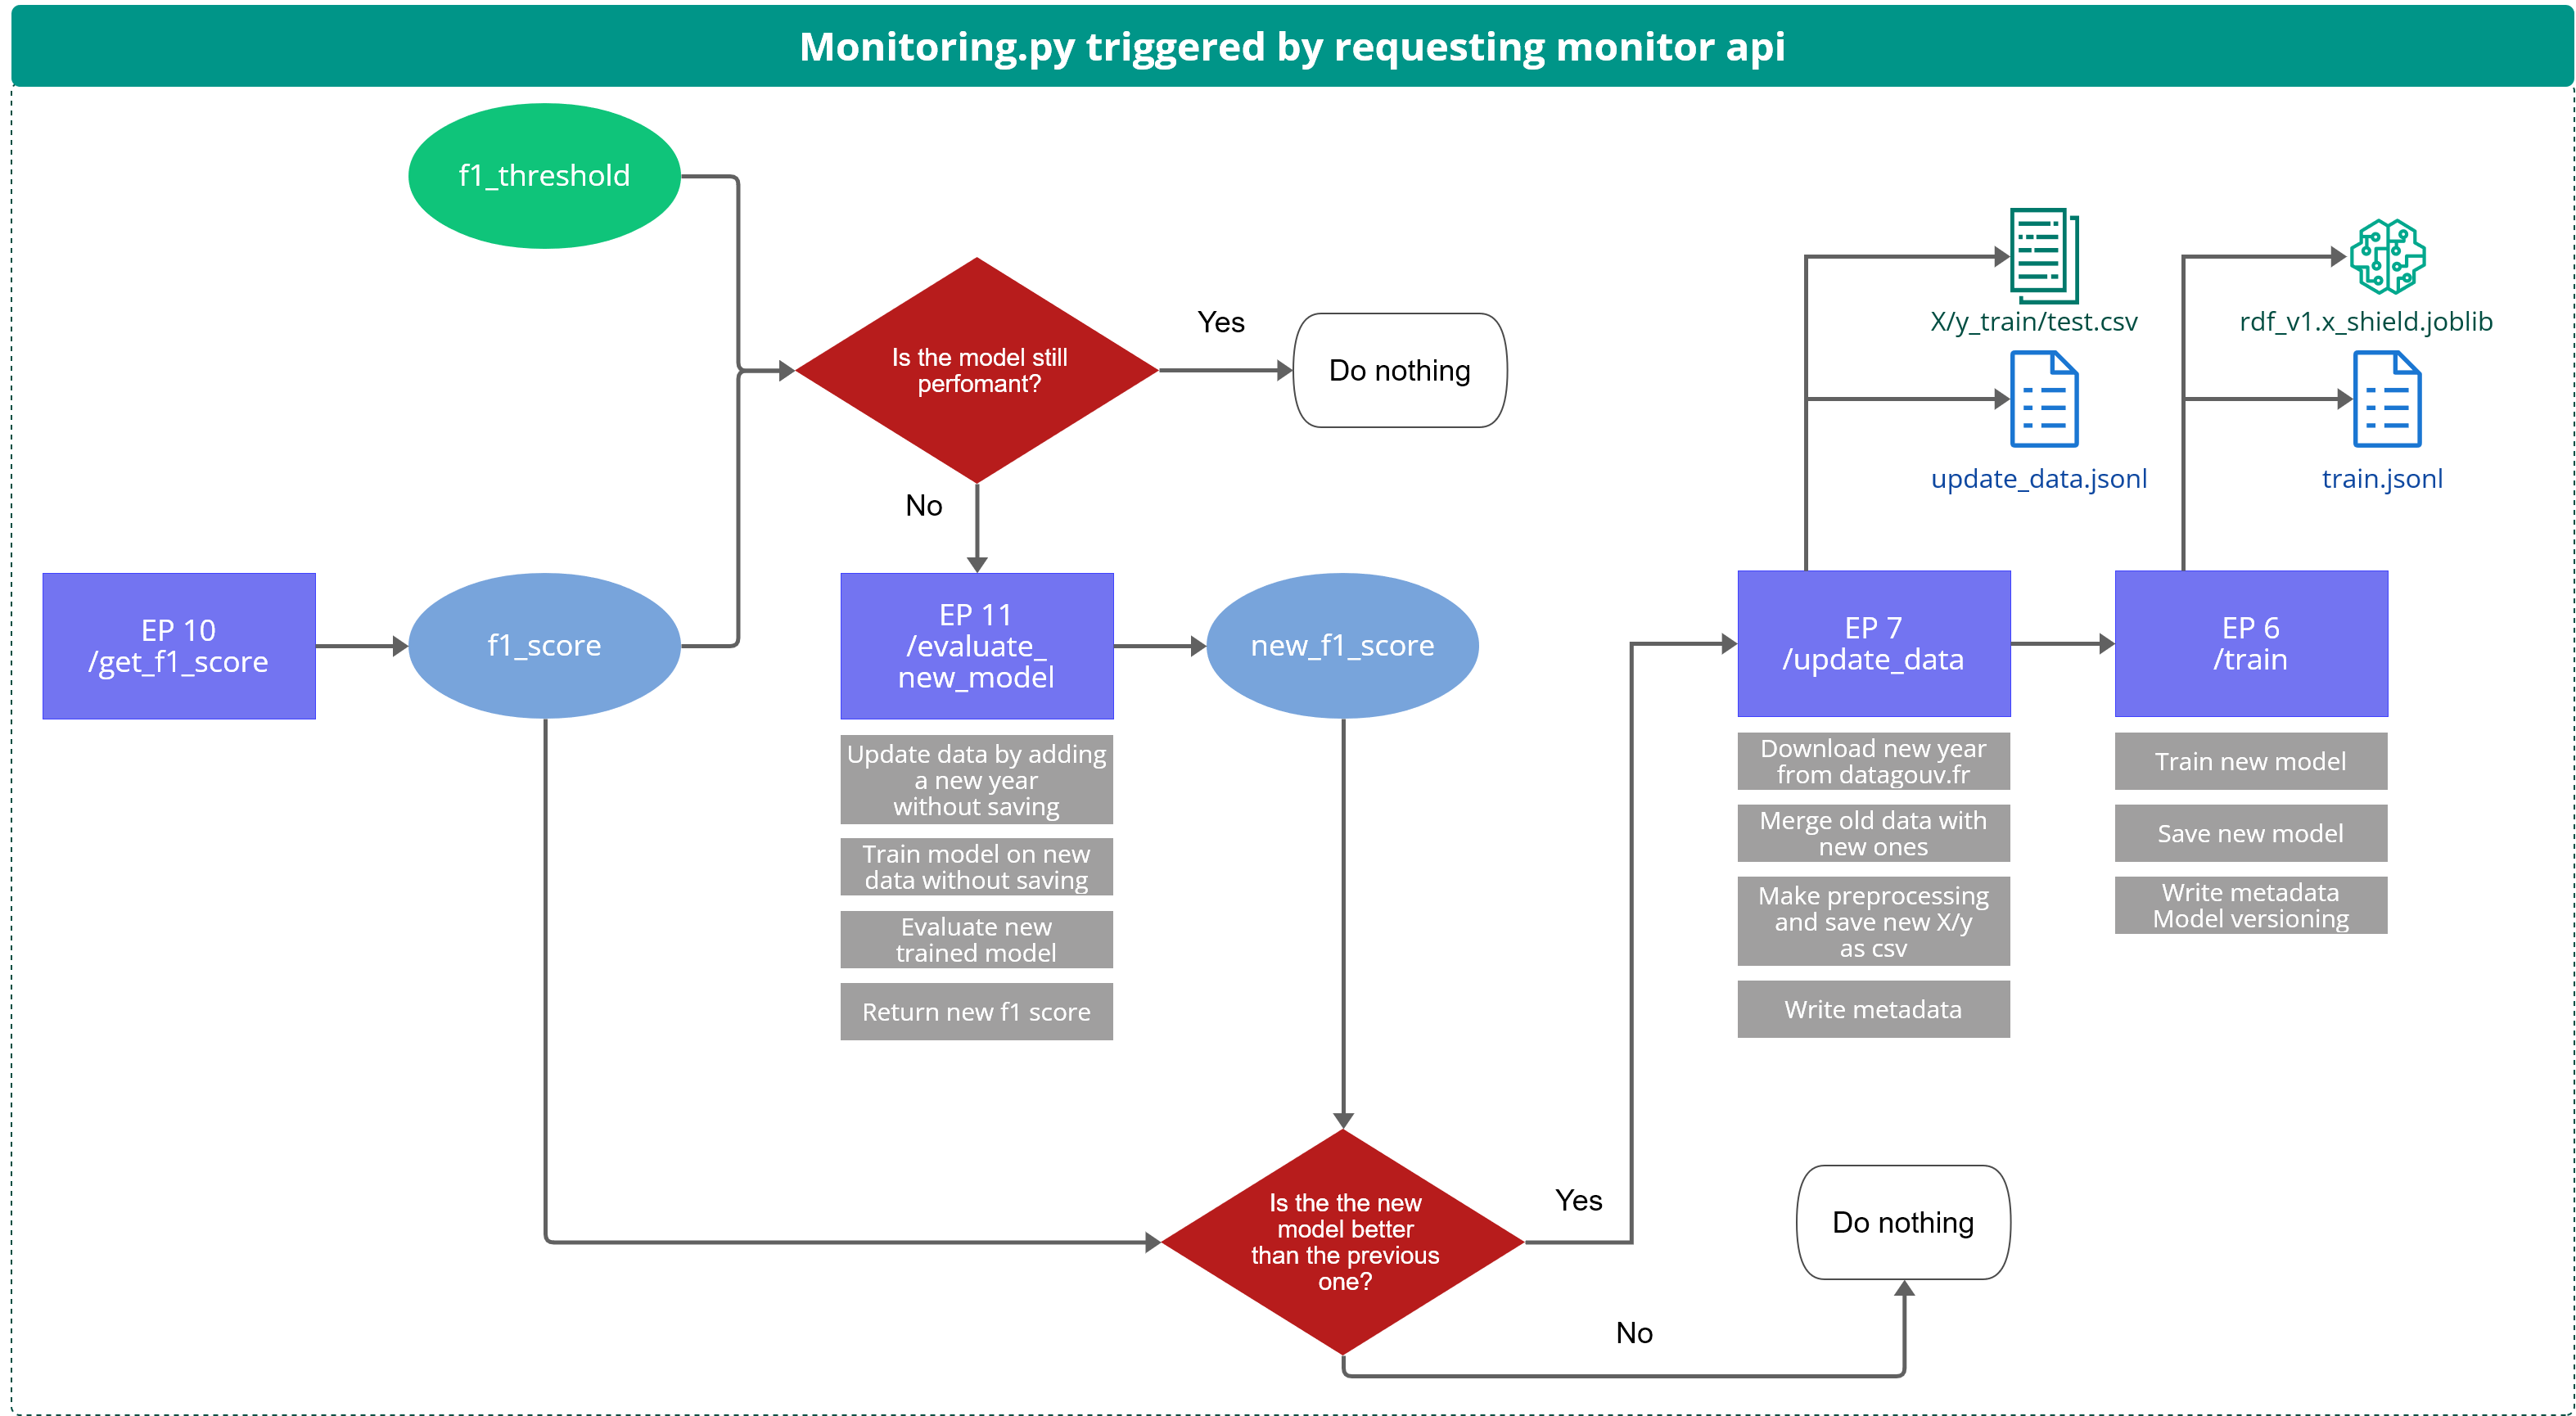 Monitoring.py triggered by requesting monitor api
f1_threshold
Is the model still
perfomant?
Yes
Do nothing
No
EP 10
/get_f1_score
f1_score
EP 11
/evaluate_
new_model
new_f1_score
Update data by adding
a new year
without saving
Train model on new
data without saving
Evaluate new
trained model
Return new f1 score
Is the the new
model better
than the previous
one?
Yes
No
Do nothing
X/y_train/test.csv
update_data.jsonl
rdf_v1.x_shield.joblib
train.jsonl
EP 7
/update_data
Download new year
from datagouv.fr
Merge old data with
new ones
Make preprocessing
and save new X/y
as csv
Write metadata
EP 6
/train
Train new model
Save new model
Write metadata
Model versioning